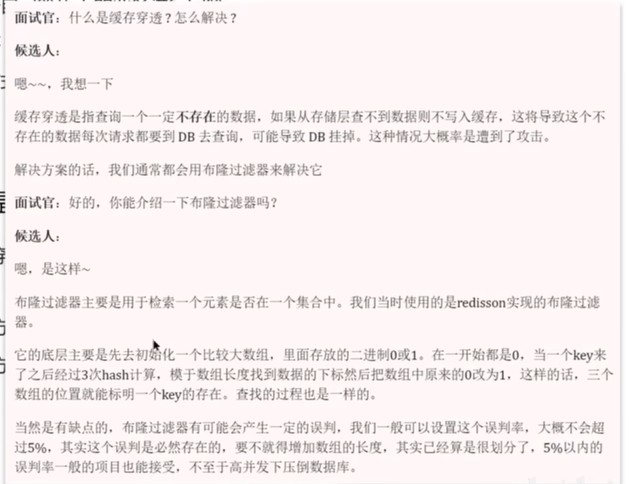 面试官：什么是缓存穿透？怎么解决？
候选人：
嗯~~，我想一下
缓存穿透是指查询一个一定不存在的数据，如果从存储层查不到数据则不写入缓存，这将导致这个不
存在的数据每次请求都要到 DB 去查询，可能导致 DB 挂掉。这种情况大概率是遭到了攻击。
解决方案的话，我们通常都会用布隆过滤器来解决它
面试官：好的，你能介绍一下布隆过滤器吗？
候选人：
嗯，是这样~
布隆过滤器主要是用于检索一个元素是否在一个集合中。我们当时使用的是redisson实现的布隆过滤
器。
它的底层主要是先去初始化一个比较大数组，里面存放的二进制0或1。在一开始都是0，当一个key来
了之后经过3次hash计算，模于数组长度找到数据的下标然后把数组中原来的0改为1，这样的话，三个
数组的位置就能标明一个key的存在。查找的过程也是一样的。
当然是有缺点的，布隆过滤器有可能会产生一定的误判，我们一般可以设置这个误判率，大概不会超
过5%，其实这个误判是必然存在的，要不就得增加数组的长度，其实已经算是很划分了，5%以内的
误判率一般的项目也能接受，不至于高并发下压倒数据库。